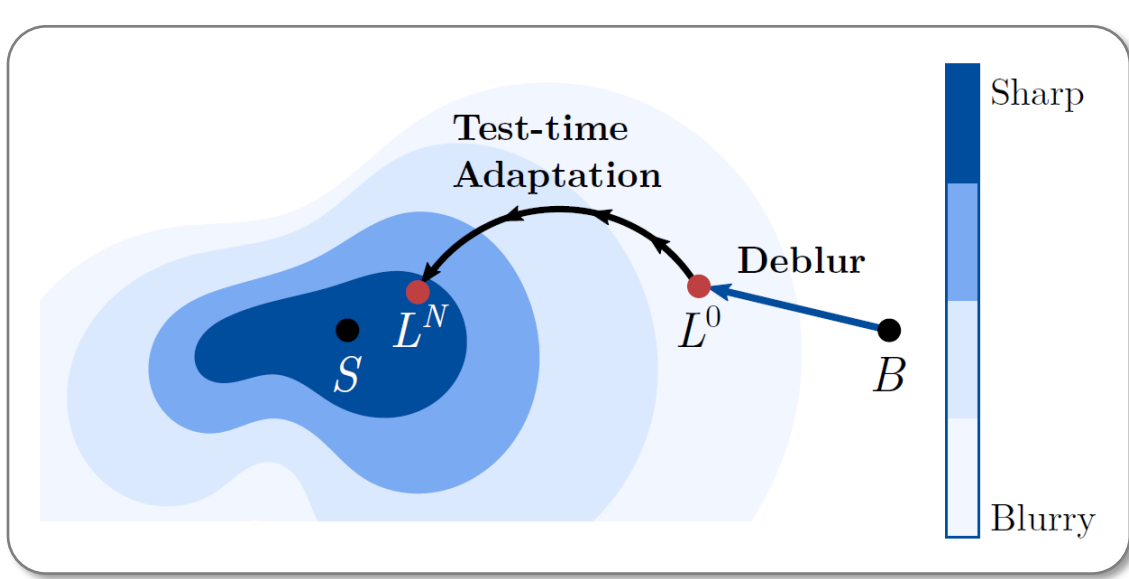 Sharp
Test-time
Adaptation
Deblur
L^N
L^0
S
B
Blurry